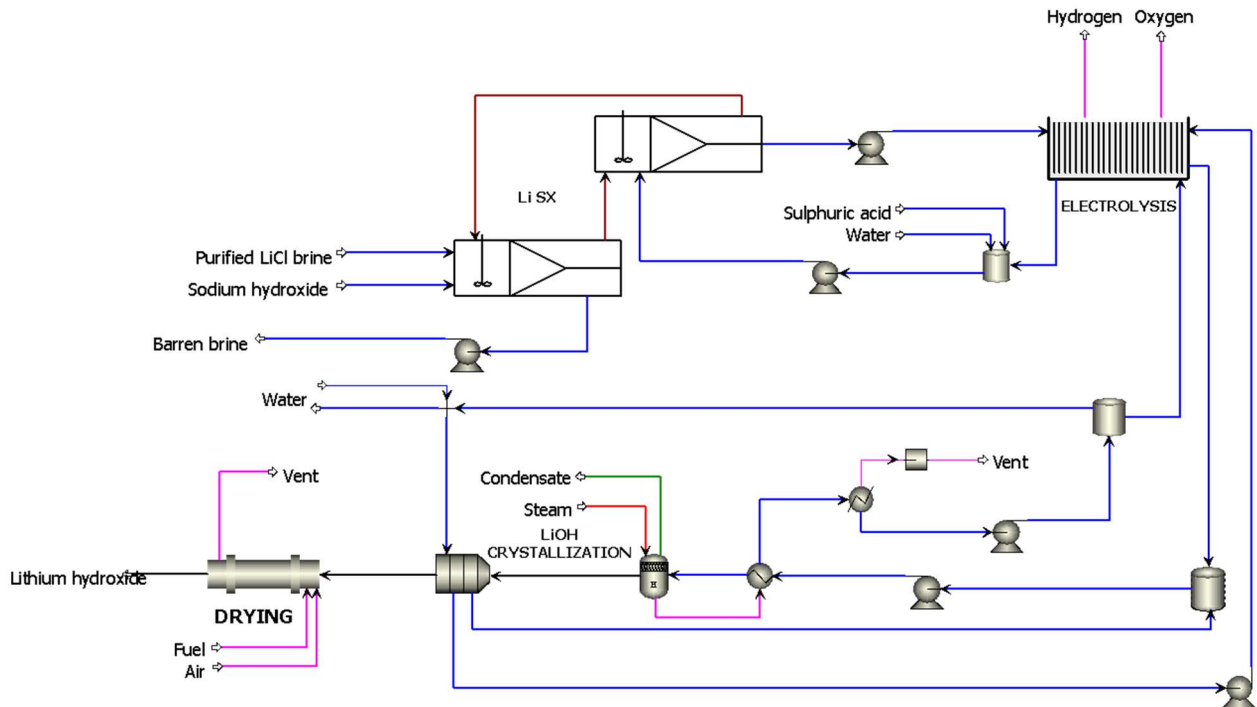 Hydrogen Oxygen
Li SX
ELECTROLYSIS
Sulphuric acid
Water
Purified LiCl brine
Sodium hydroxide
Barren brine
Water
Vent
Vent
Condensate
Steam
LiOH
CRYSTALLIZATION
H
Lithium hydroxide
DRYING
Fuel
Air